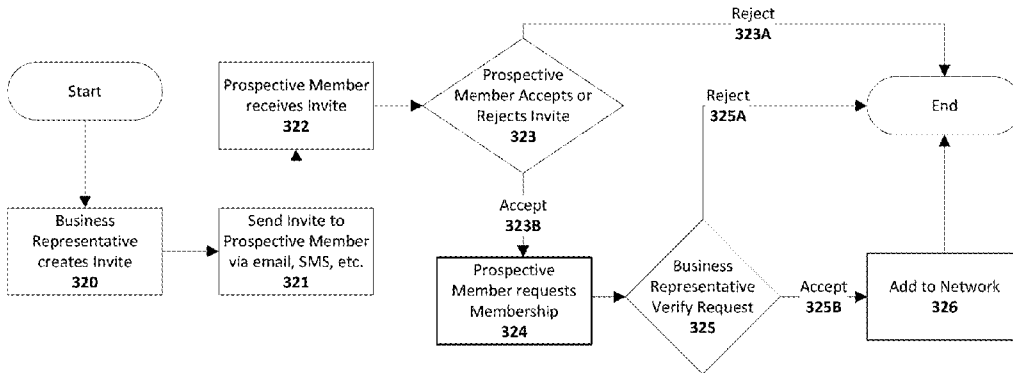 Start
Business
Representative
creates Invite
320
Send Invite to
Prospective Member
via email, SMS, etc.
321
Prospective Member
receives Invite
322
Prospective
Member Accepts or
Rejects Invite
323
Reject
323A
Accept
323B
Prospective
Member requests
Membership
324
Business
Representative
Verify Request
325
Reject
325A
Accept
325B
Add to Network
326
End